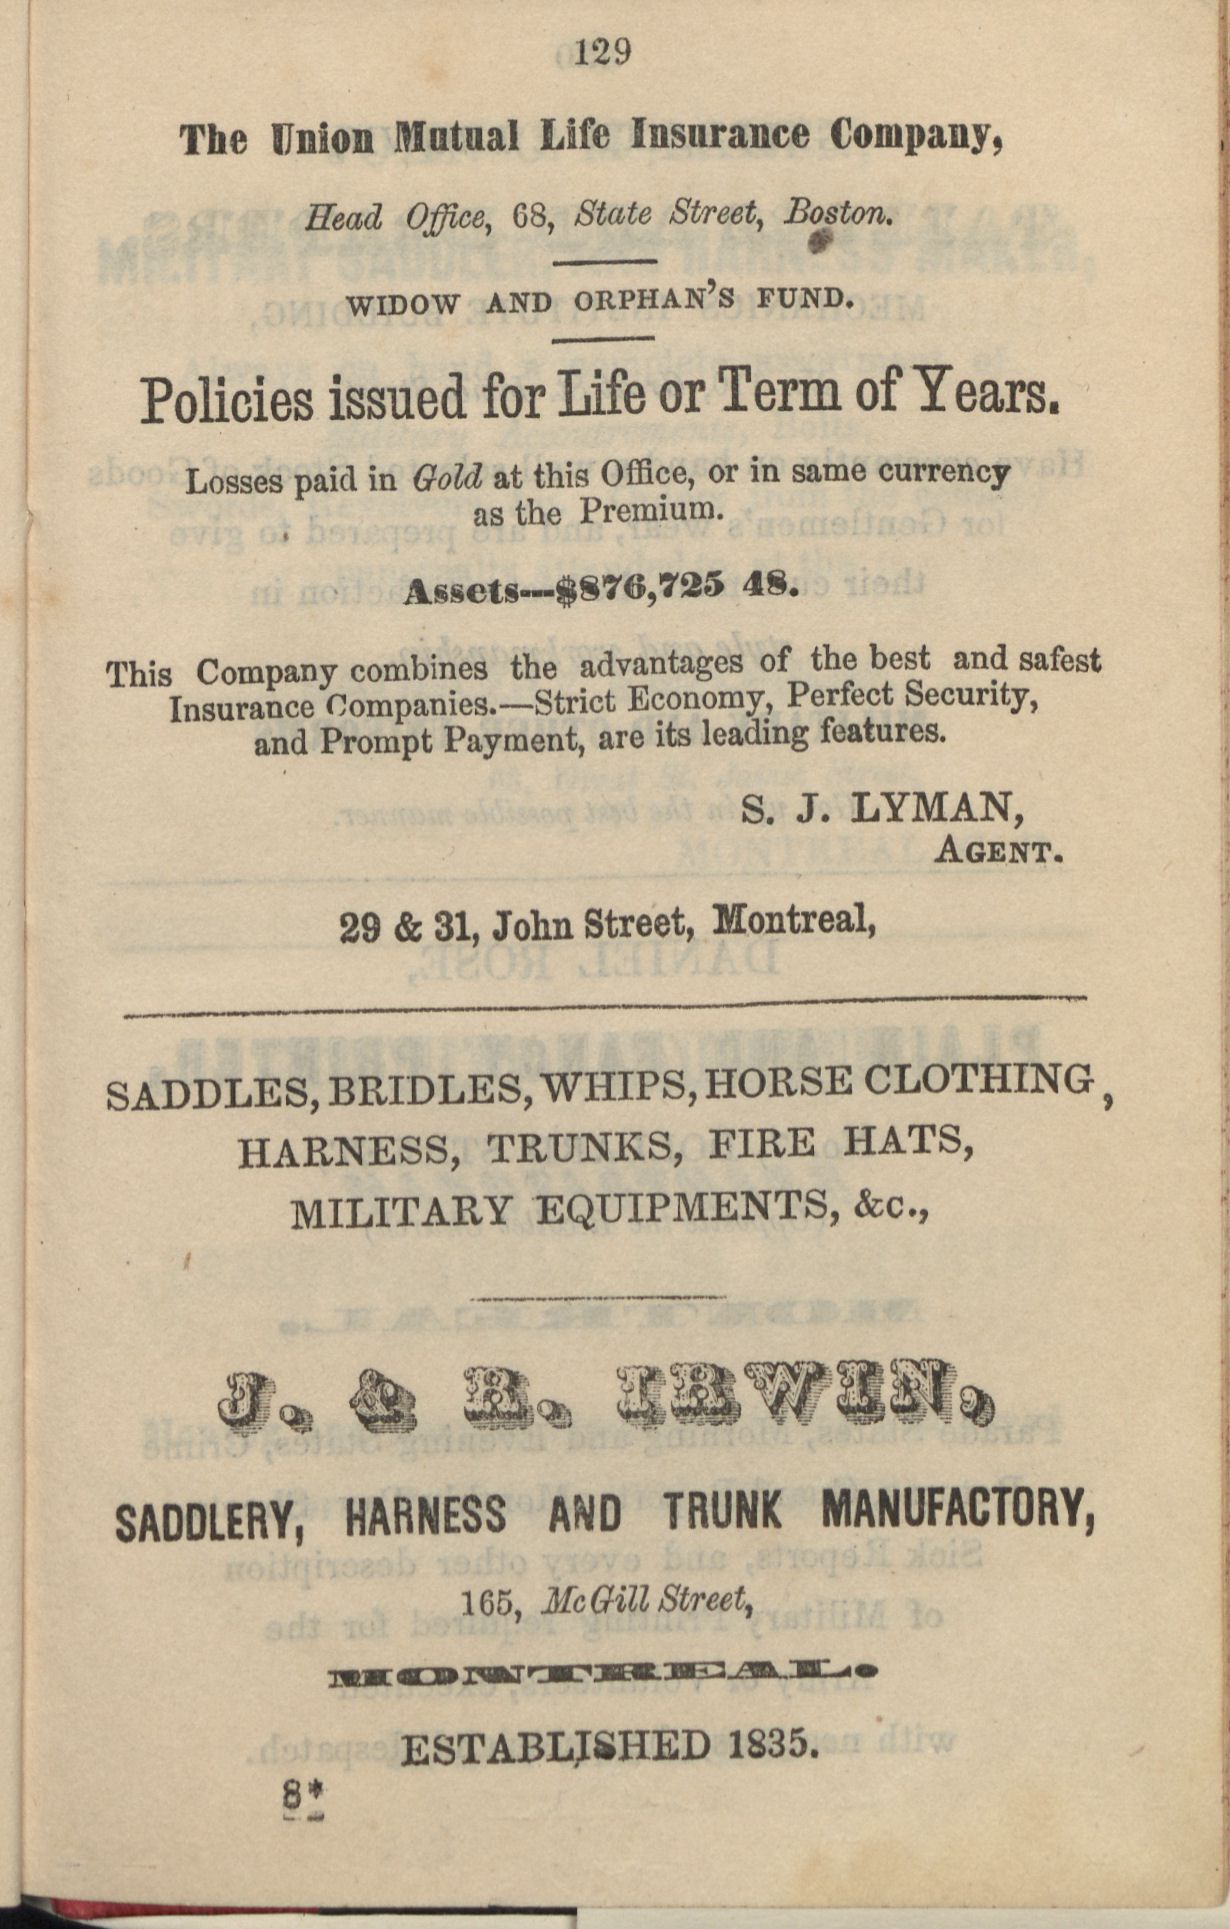 129
The Union Mutual Life Insurance Company,
Head Office, 68, State Street, Boston.
WIDOW AND ORPHAN'S FUND.
Policies issued for Life or Term of Years.
Losses paid in Gold at this Office, or in same currency
as the Premium.
Assets—$876,725 48.
This Company combines the advantages of the best and safest
Insurance Companies.—Strict Economy, Perfect Security,
and Prompt Payment, are its leading features.
S. J. LYMAN,
AGENT.
29 & 31, John Street, Montreal,
SADDLES, BRIDLES, WHIPS, HORSE CLOTHING,
HARNESS, TRUNKS, FIRE HATS,
MILITARY EQUIPMENTS, &c.,
J. & R. IRWIN,
SADDLERY, HARNESS AND TRUNK MANUFACTORY,
165, McGill Street,
MONTREAL.
ESTABLISHED 1835.
8*